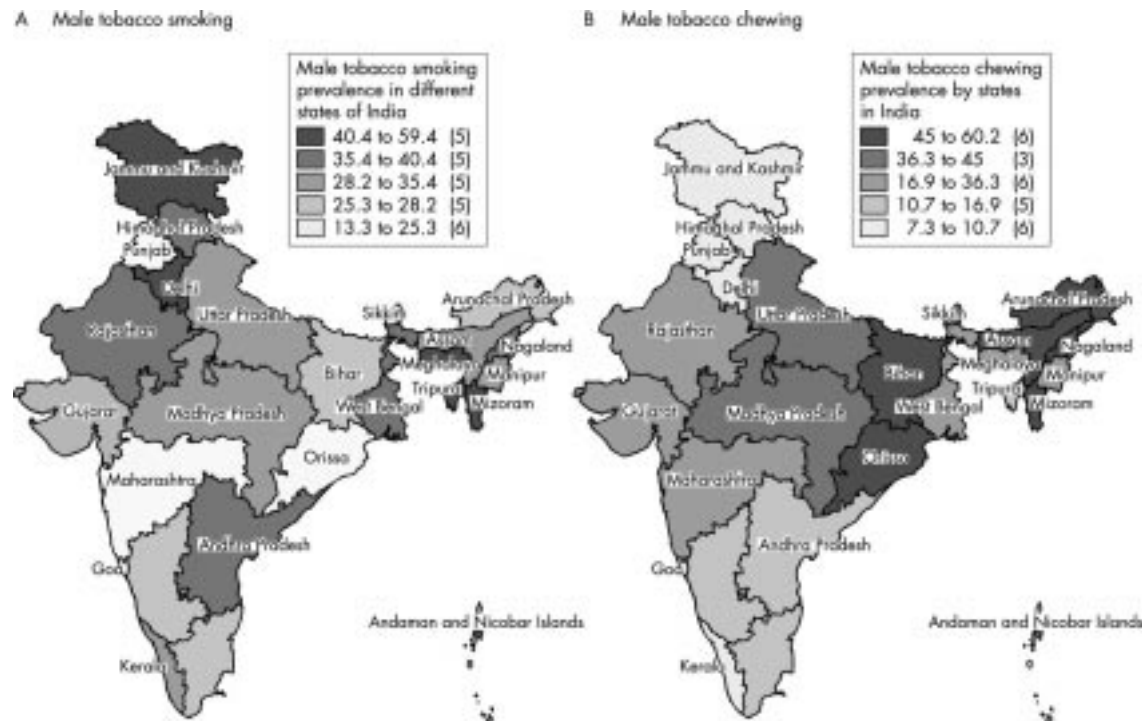 A Male tobacco smoking
Male tobacco smoking
prevalence in different
states of India
40.4 to 59.4 (5)
35.4 to 40.4 (5)
28.2 to 35.4 (5)
25.3 to 28.2 (5)
13.3 to 25.3 (6)
Jammu and Kashmir
Himachal Pradesh
Punjab
Delhi
Rajasthan
Uttar Pradesh
Sikkim
Arunachal Pradesh
Assam
Nagaland
Meghalaya
Manipur
Tripura
Mizoram
Bihar
West Bengal
Gujarat
Madhya Pradesh
Orissa
Maharashtra
Andhra Pradesh
Goa
Andaman and Nicobar Islands
Kerala
B Male tobacco chewing
Male tobacco chewing
prevalence by states
in India
45 to 60.2 (6)
36.3 to 45 (3)
16.9 to 36.3 (6)
10.7 to 16.9 (5)
7.3 to 10.7 (6)
Jammu and Kashmir
Himachal Pradesh
Punjab
Delhi
Rajasthan
Uttar Pradesh
Sikkim
Arunachal Pradesh
Assam
Nagaland
Meghalaya
Manipur
Tripura
Mizoram
Bihar
West Bengal
Gujarat
Madhya Pradesh
Orissa
Maharashtra
Andhra Pradesh
Goa
Andaman and Nicobar Islands
Kerala